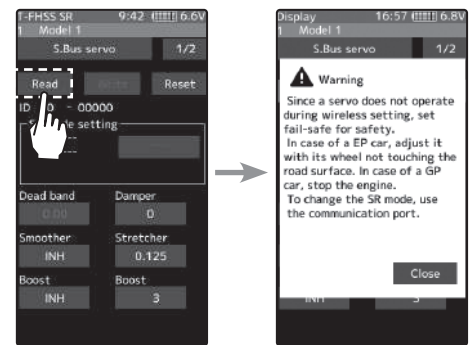 T-FHSS SR 9:42 6.6V
1 Model 1
S.Bus servo 1/2
Read Write Reset
ID 00000
setting
Dead band Damper
0.00 0
Smoother Stretcher
INH 0.125
Boost Boost
INH 3
Display 16:57 6.8V
1 Model 1
S.Bus servo 1/2
Warning
Since a servo does not operate
during wireless setting, set
fail-safe for safety.
In case of a EP car, adjust it
with its wheel not touching the
road surface. In case of a GP
car, stop the engine.
To change the SR mode, use
the communication port.
Close
INH 3